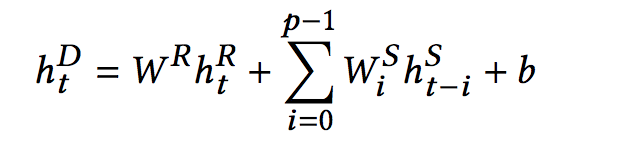 $h_t^D = W^R h_t^R + \sum_{i=0}^{p-1} W_i^S h_{t-i}^S + b$